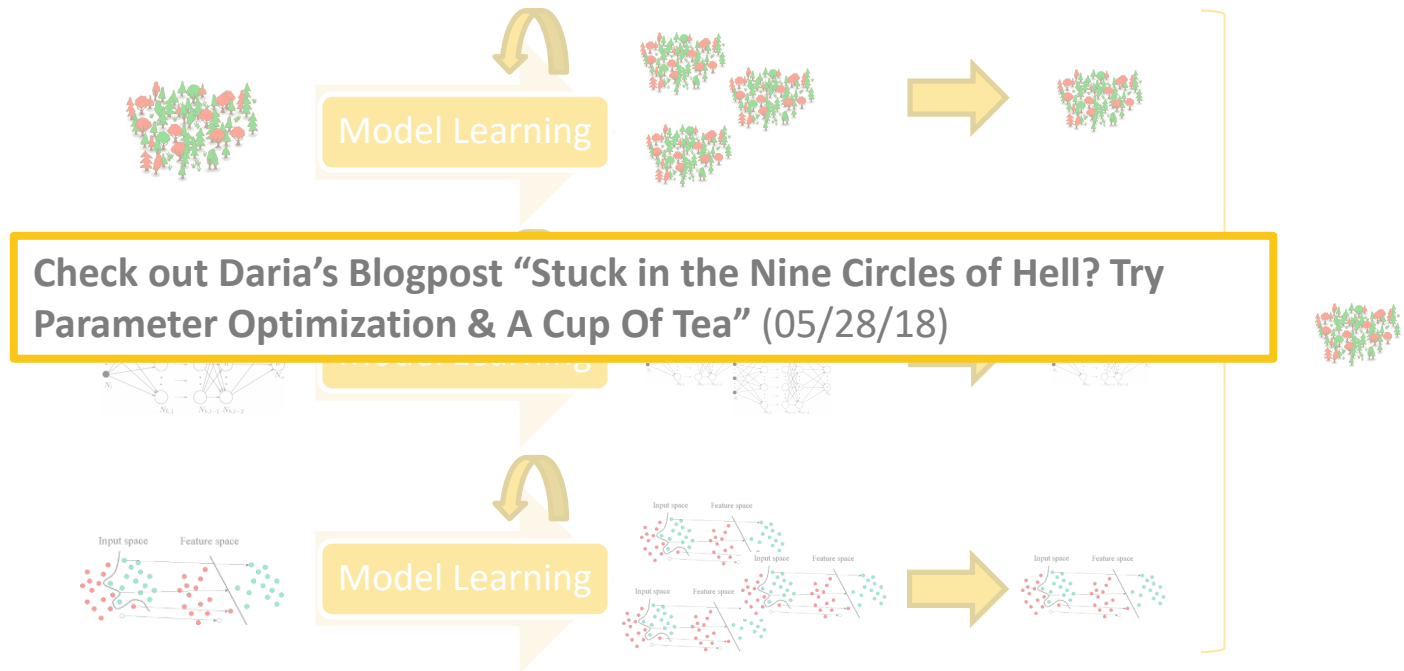 Model Learning
Check out Daria’s Blogpost “Stuck in the Nine Circles of Hell? Try
Parameter Optimization & A Cup Of Tea” (05/28/18)
Model Learning
Input space Feature space
Model Learning
Input space Feature space
Input space Feature space
Input space Feature space
Input space Feature space